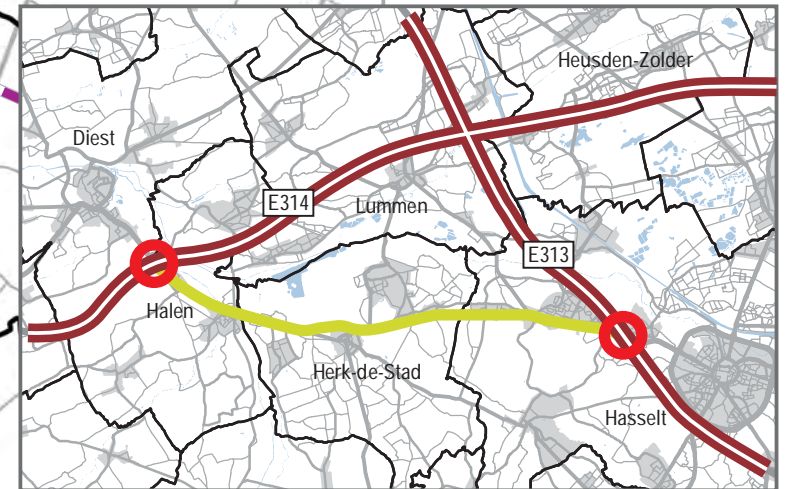 Heusden-Zolder
Diest
E314
Lummen
E313
Halen
Herk-de-Stad
Hasselt